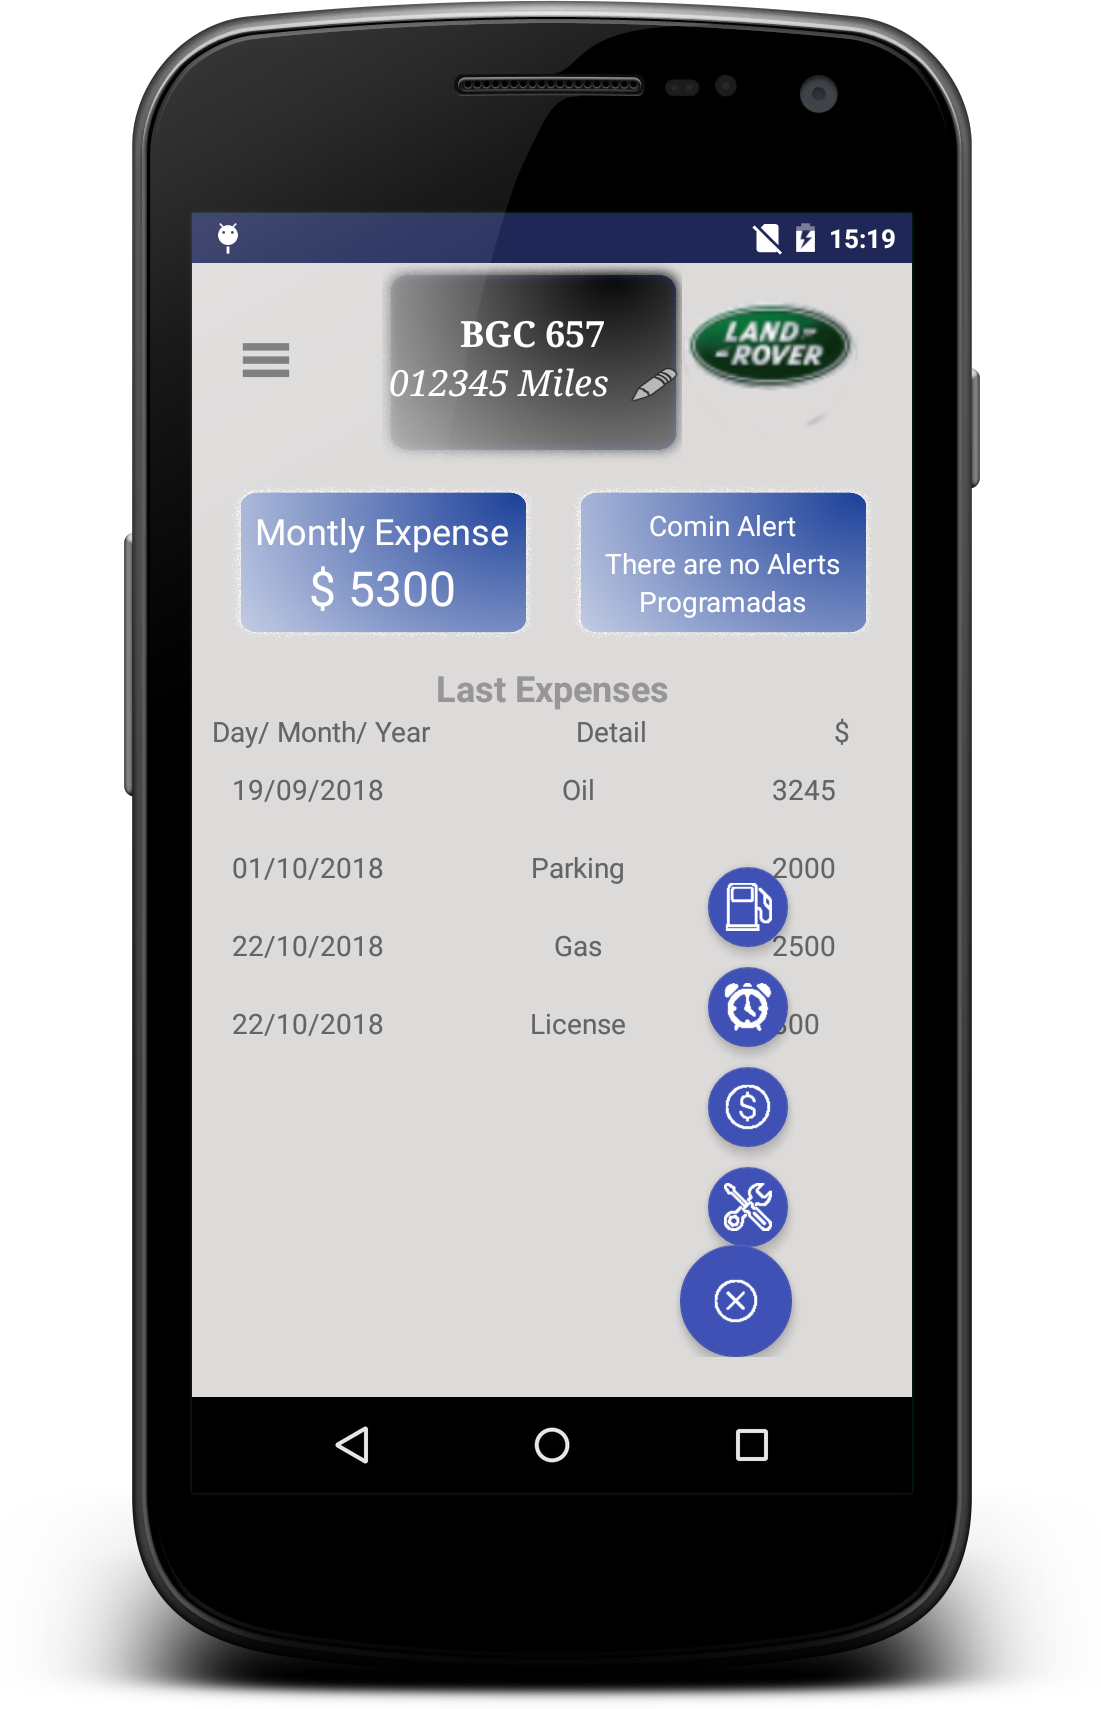 15:19
BGC 657
012345 Miles
LAND-
-ROVER
Montly Expense
$ 5300
Comin Alert
There are no Alerts
Programadas
Last Expenses
Day/ Month/ Year Detail $
19/09/2018 Oil 3245
01/10/2018 Parking 2000
22/10/2018 Gas 2500
22/10/2018 License
$